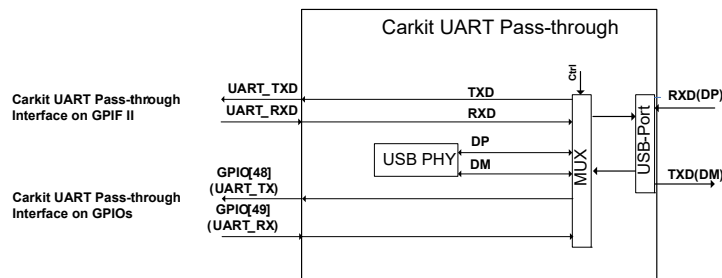 Carkit UART Pass-through
Ctrl
UART_TXD
TXD
RXD(DP)
Carkit UART Pass-through
Interface on GPIF II
UART_RXD
RXD
USB PHY
DP
DM
MUX
USB-Port
TXD(DM)
GPIO[48]
(UART_TX)
Carkit UART Pass-through
Interface on GPIOs
GPIO[49]
(UART_RX)